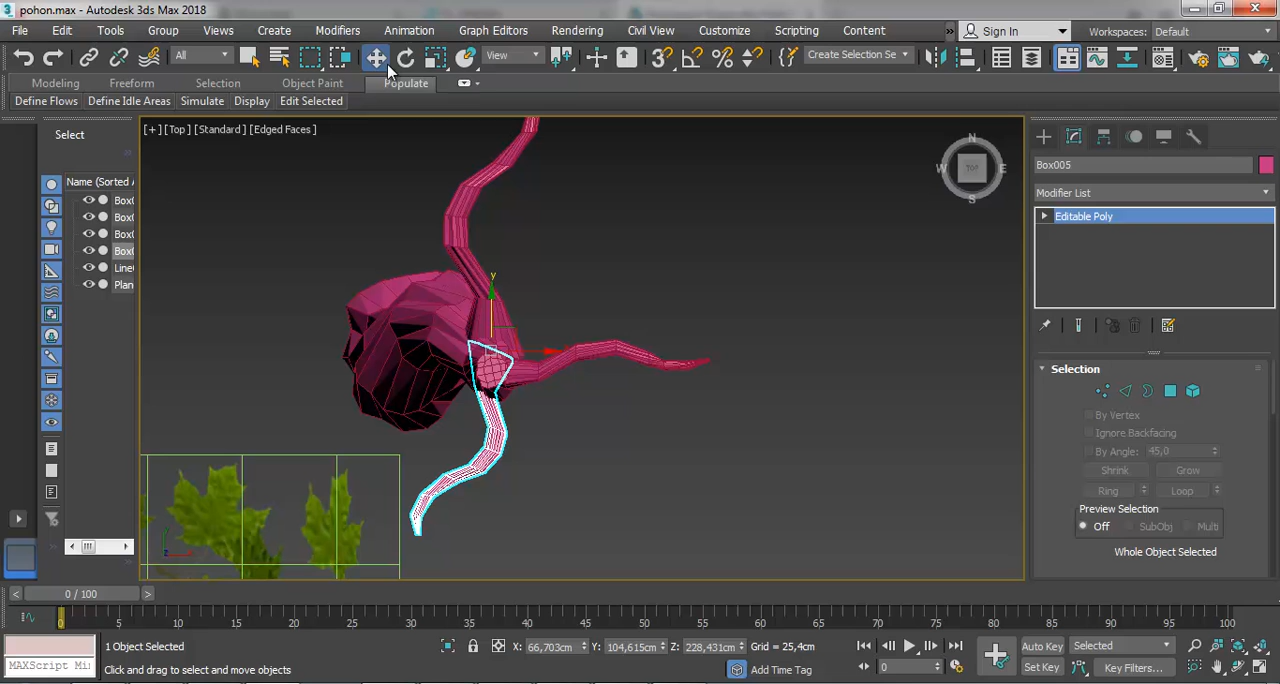 pohon.max - Autodesk 3ds Max 2018
File Edit Tools Group Views Create Modifiers Animation Graph Editors Rendering Civil View Customize Scripting Content » Sign In Workspaces: Default
All View Create Selection Se
Modeling Freeform Selection Object Paint Populate
Define Flows Define Idle Areas Simulate Display Edit Selected
Select
Name (Sorted A
Box0
Box0
Box0
Box0
Line
Plan
[+] [Top] [Standard] [Edged Faces]
N
W TOP E
S
y
Box005
Modifier List
Editable Poly
Selection
By Vertex
Ignore Backfacing
By Angle: 45,0
Shrink Grow
Ring Loop
Preview Selection
Off SubObj Multi
Whole Object Selected
< 0 / 100 >
0 5 10 15 20 25 30 35 40 45 50 55 60 65 70 75 80 85 90 95 100
1 Object Selected X: 66,703cm Y: 104,615cm Z: 228,431cm Grid = 25,4cm Auto Key Selected
MAXScript Mi: Click and drag to select and move objects Add Time Tag 0 Set Key Key Filters...